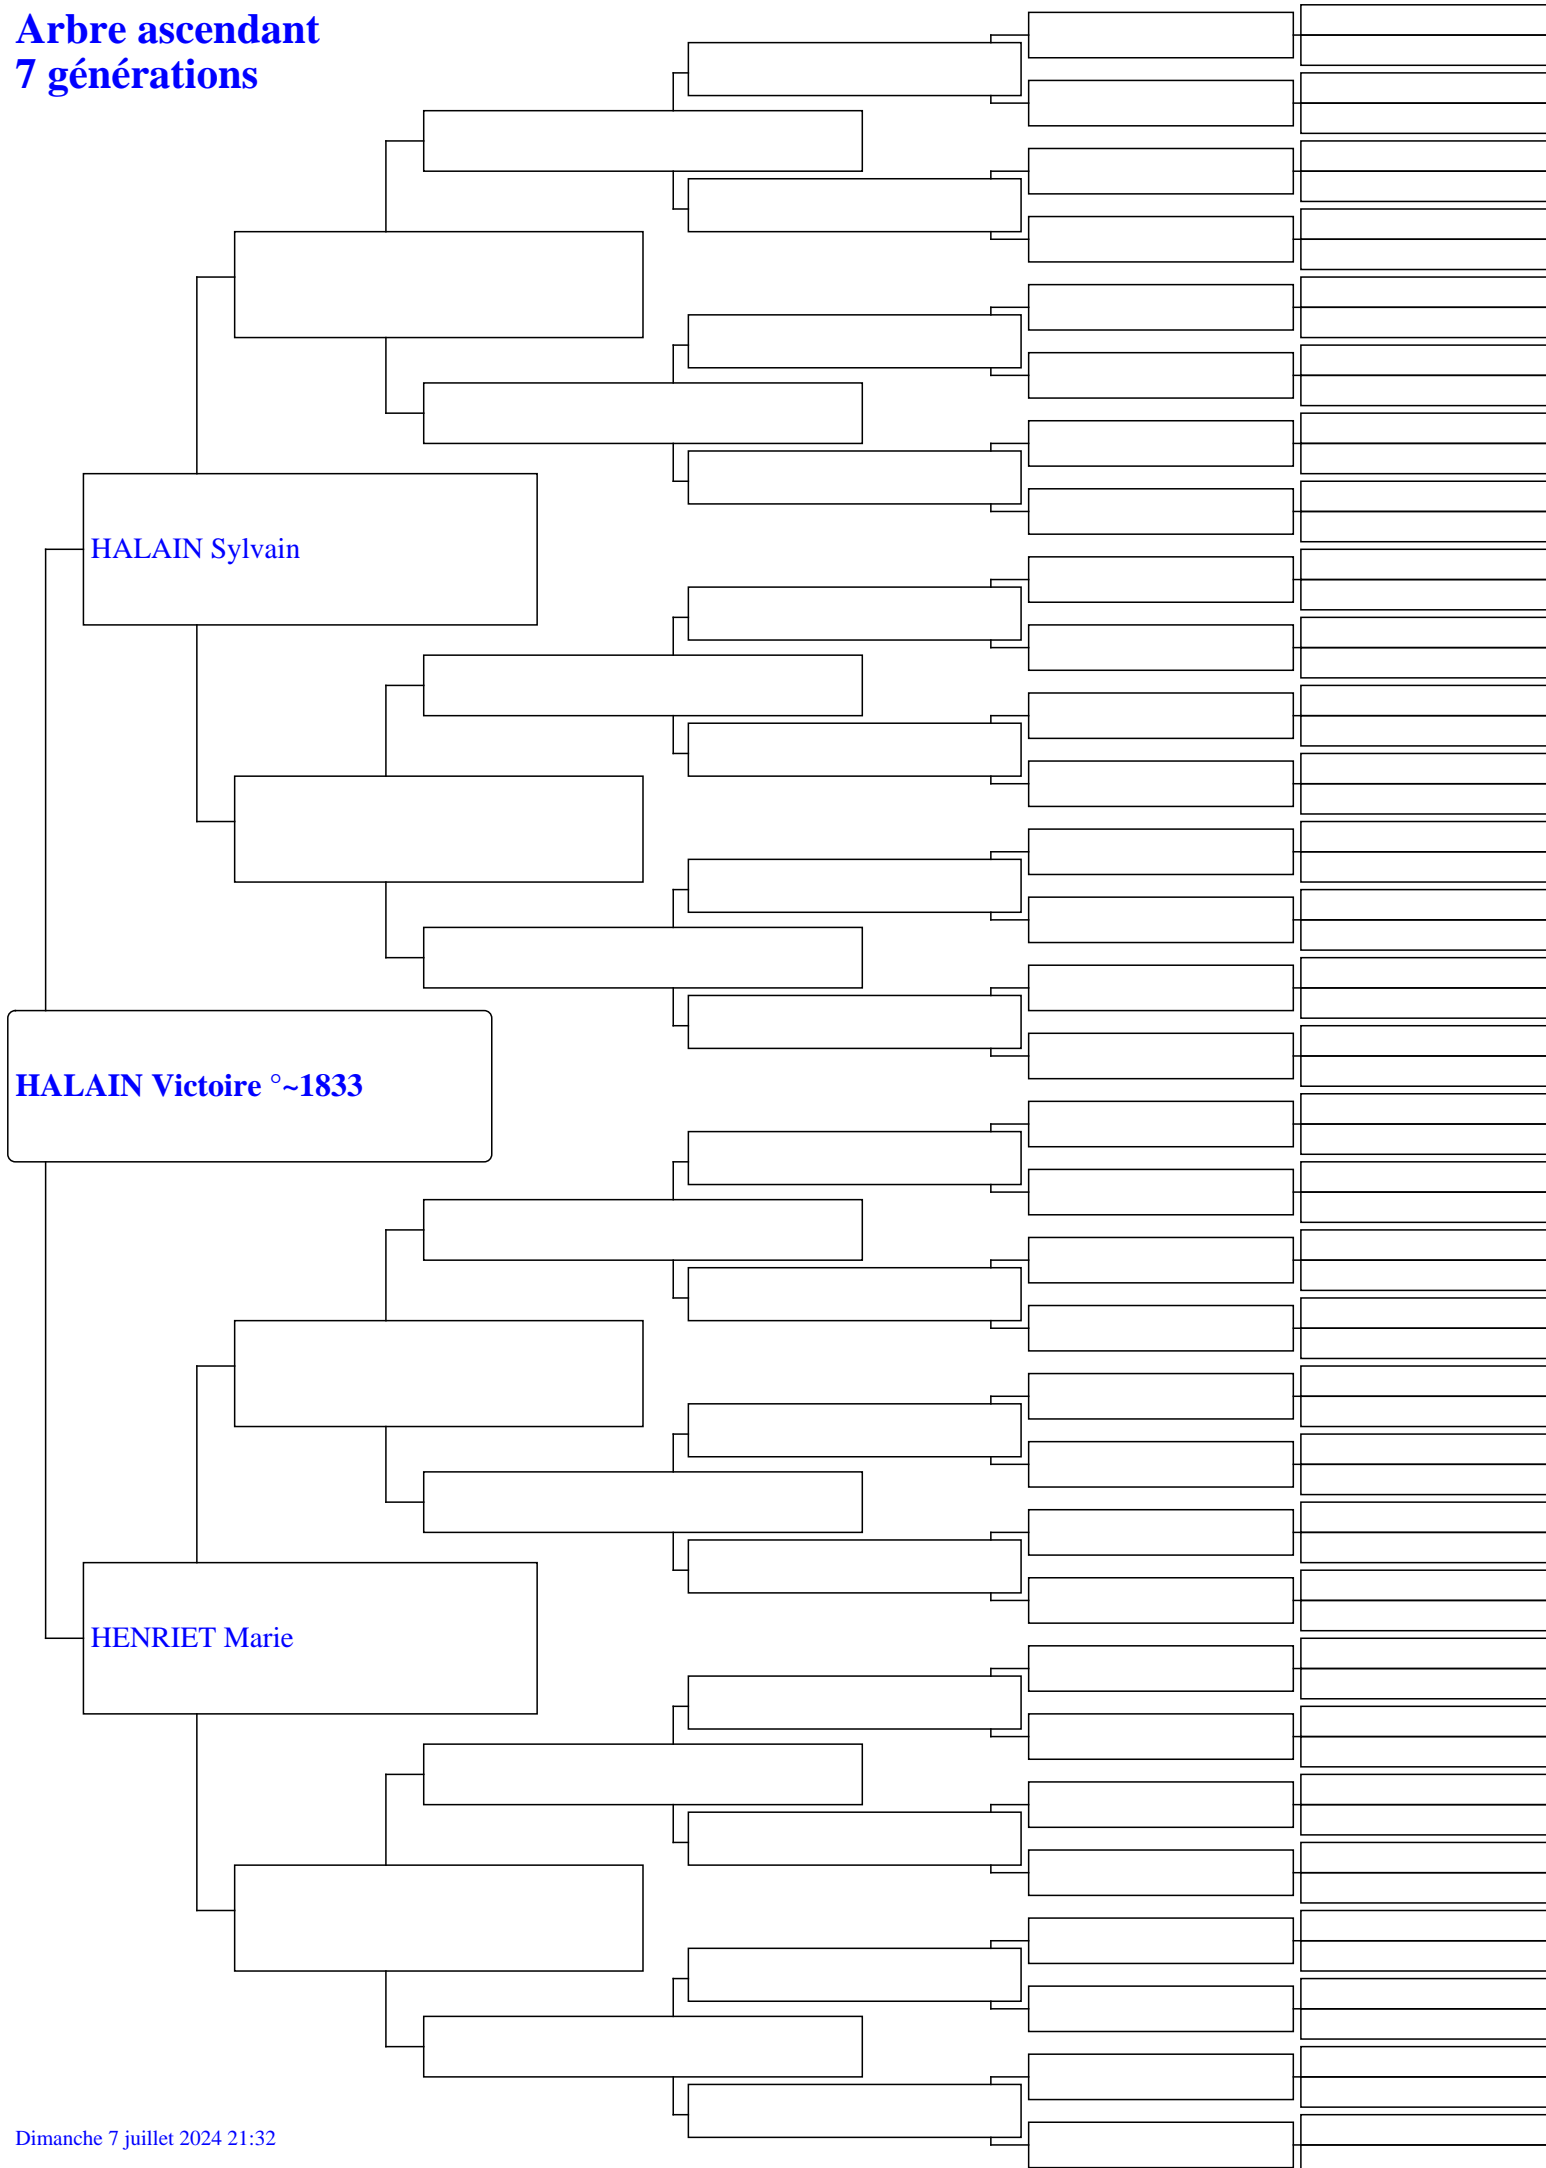 Arbre ascendant
7 générations
HALAIN Sylvain
HALAIN Victoire °~1833
HENRIET Marie
Dimanche 7 juillet 2024 21:32